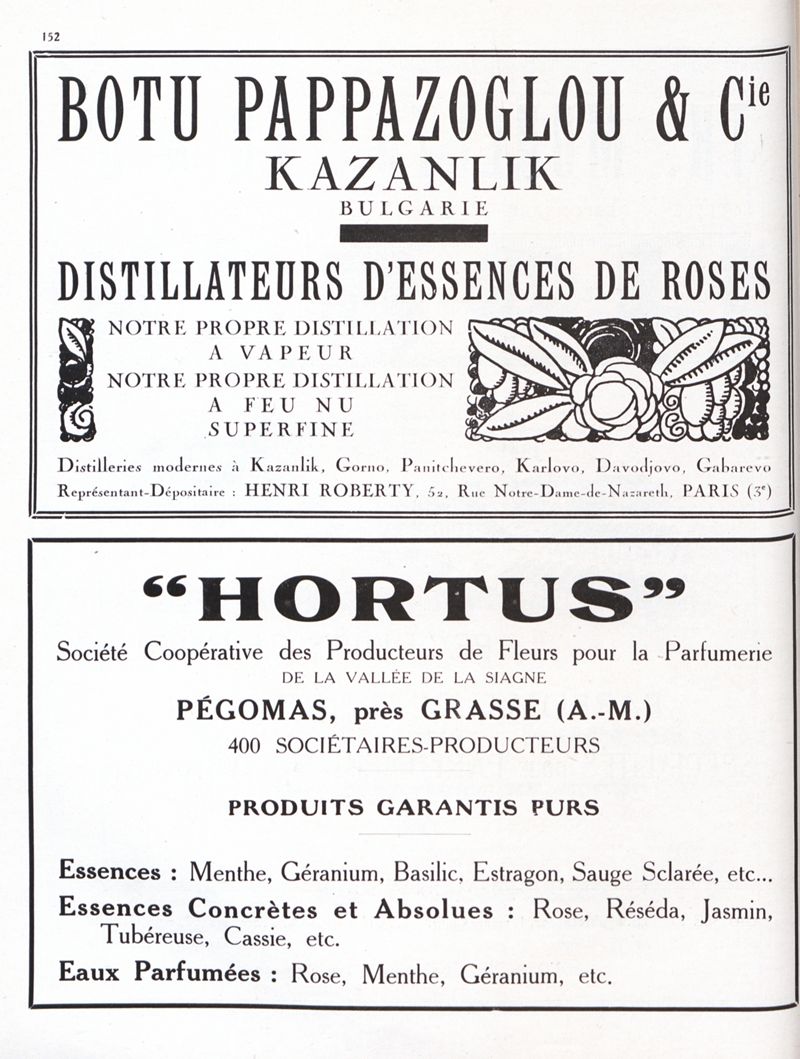 152
BOTU PAPPAZOGLOU & Cie
KAZANLIK
BULGARIE
DISTILLATEURS D'ESSENCES DE ROSES
NOTRE PROPRE DISTILLATION
A VAPEUR
NOTRE PROPRE DISTILLATION
A FEU NU
SUPERFINE
Distilleries modernes à Kazanlik, Gorno, Panitchevero, Karlovo, Davodjovo, Gabarevo
Représentant-Dépositaire : HENRI ROBERTY, 52, Rue Notre-Dame-de-Nazareth, PARIS (3e)
"HORTUS"
Société Coopérative des Producteurs de Fleurs pour la Parfumerie
DE LA VALLÉE DE LA SIAGNE
PÉGOMAS, près GRASSE (A.-M.)
400 SOCIÉTAIRES-PRODUCTEURS
PRODUITS GARANTIS PURS
Essences : Menthe, Géranium, Basilic, Estragon, Sauge Sclarée, etc...
Essences Concrètes et Absolues : Rose, Réséda, Jasmin,
Tubéreuse, Cassie, etc.
Eaux Parfumées : Rose, Menthe, Géranium, etc.